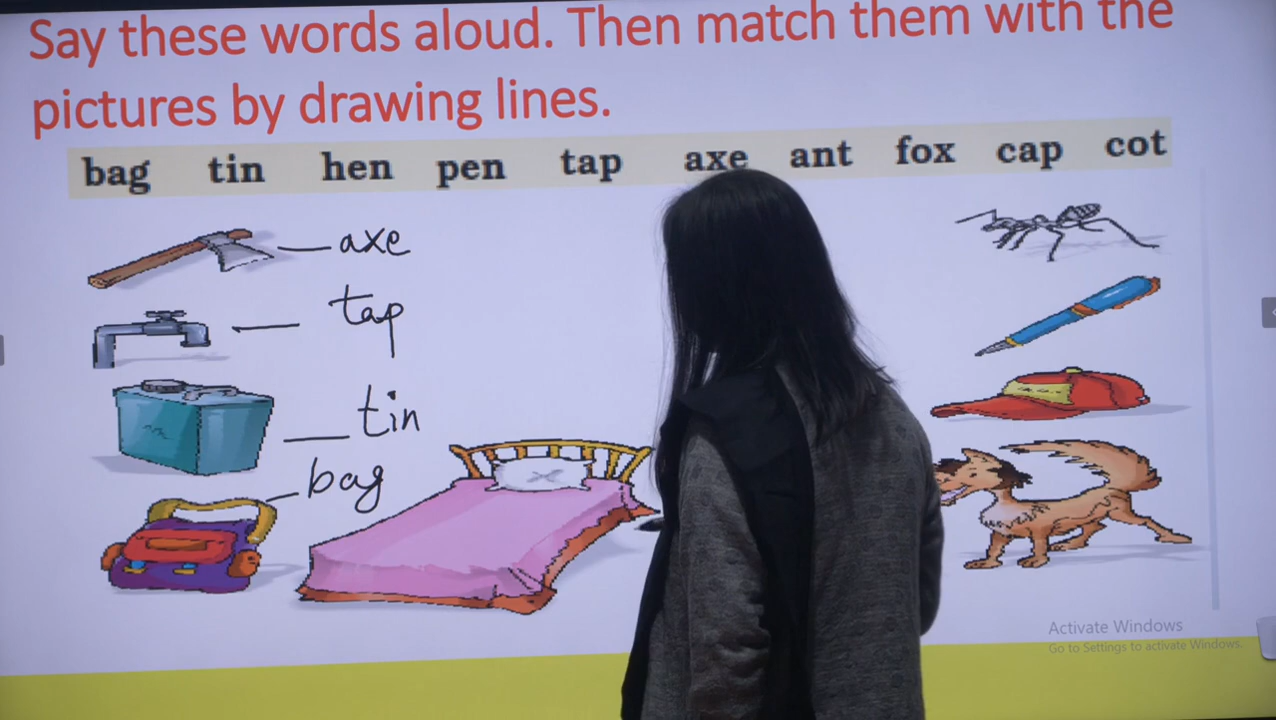 Say these words aloud. Then match them with the
pictures by drawing lines.
bag tin hen pen tap axe ant fox cap cot
axe
tap
tin
bag
Activate Windows
Go to Settings to activate Windows.